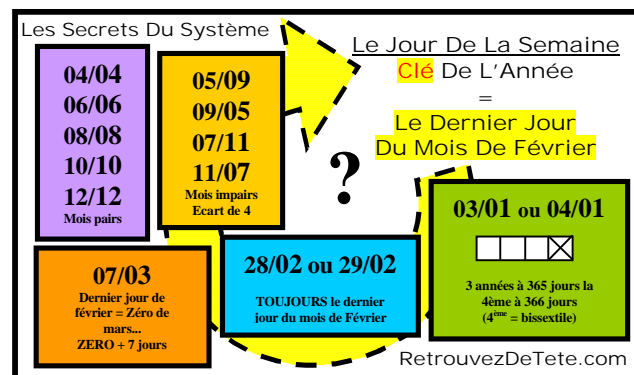 Les Secrets Du Système
04/04
06/06
08/08
10/10
12/12
Mois pairs
05/09
09/05
07/11
11/07
Mois impairs
Ecart de 4
Le Jour De La Semaine
Clé De L'Année
=
Le Dernier Jour
Du Mois De Février
?
07/03
Dernier jour de
février = Zéro de
mars...
ZERO + 7 jours
28/02 ou 29/02
TOUJOURS le dernier
jour du mois de Février
03/01 ou 04/01
3 années à 365 jours la
4ème à 366 jours
(4ème = bissextile)
RetrouvezDeTete.com